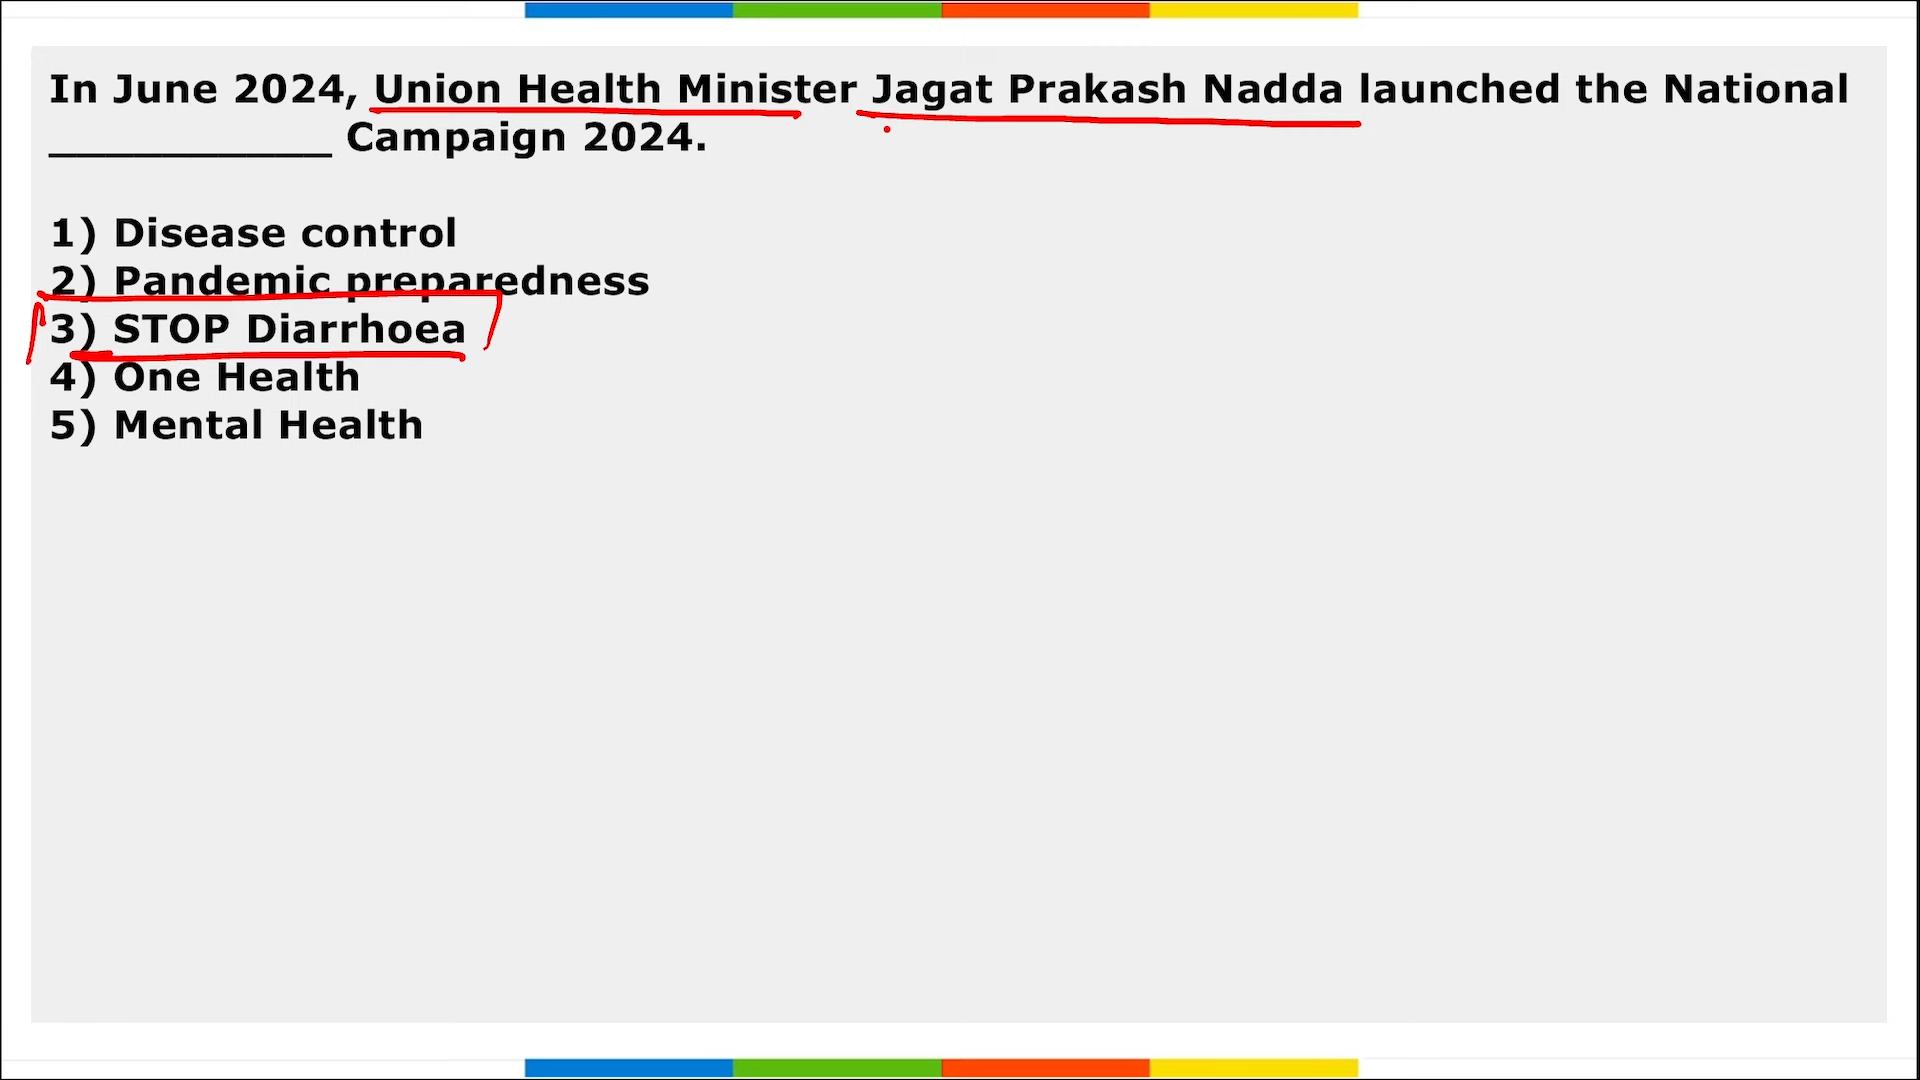 In June 2024, Union Health Minister Jagat Prakash Nadda launched the National
____________ Campaign 2024.
1) Disease control
2) Pandemic preparedness
3) STOP Diarrhoea
4) One Health
5) Mental Health